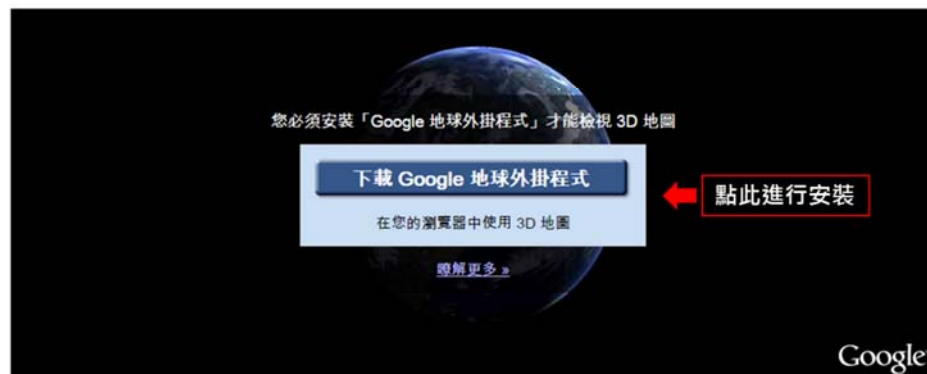 您必須安裝「Google 地球外掛程式」才能檢視 3D 地圖
下載 Google 地球外掛程式
點此進行安裝
在您的瀏覽器中使用 3D 地圖
瞭解更多 »
Google